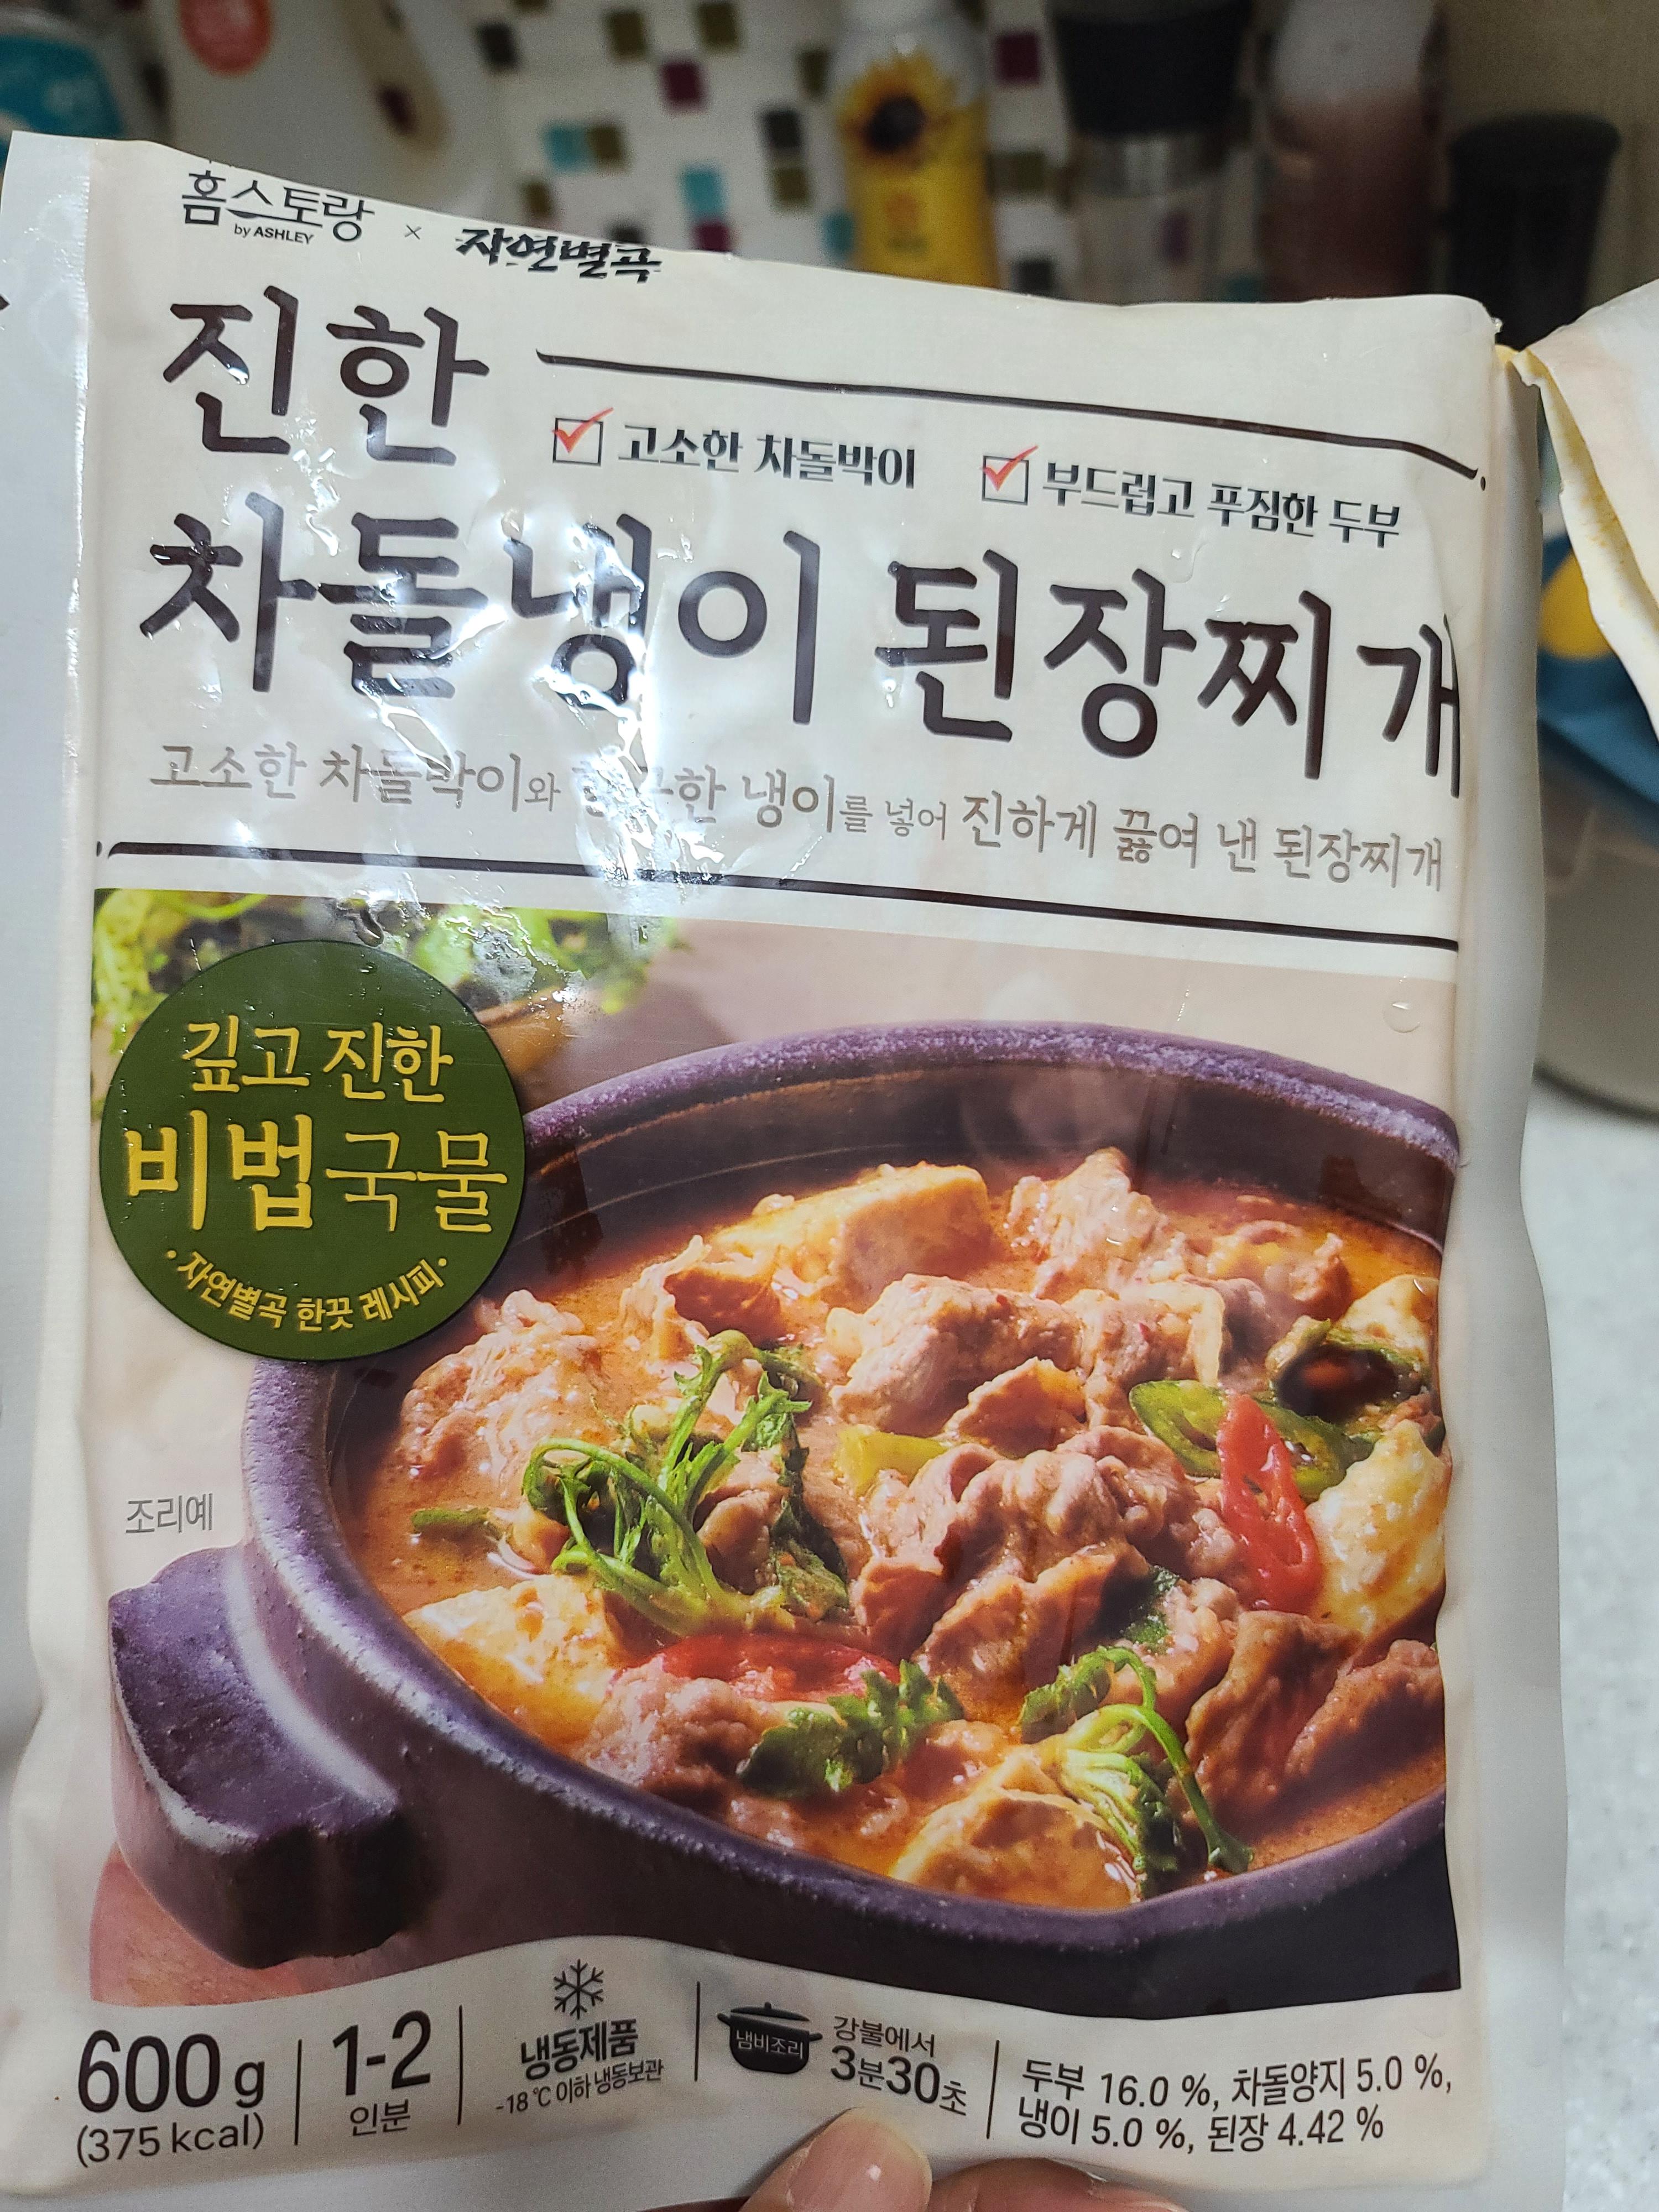 홈스토랑 × 자연별곡
by ASHLEY
진한
고소한 차돌박이 부드럽고 푸짐한 두부
차돌냉이 된장찌개
고소한 차돌박이와 냉이를 넣어 진하게 끓여 낸 된장찌개
깊고 진한
비법국물
·자연별곡 한끗 레시피·
조리예
600 g
(375 kcal)
1-2
인분
냉동제품
-18 ℃ 이하 냉동보관
냄비조리
강불에서
3분30초
두부 16.0 %, 차돌양지 5.0 %,
냉이 5.0 %, 된장 4.42 %